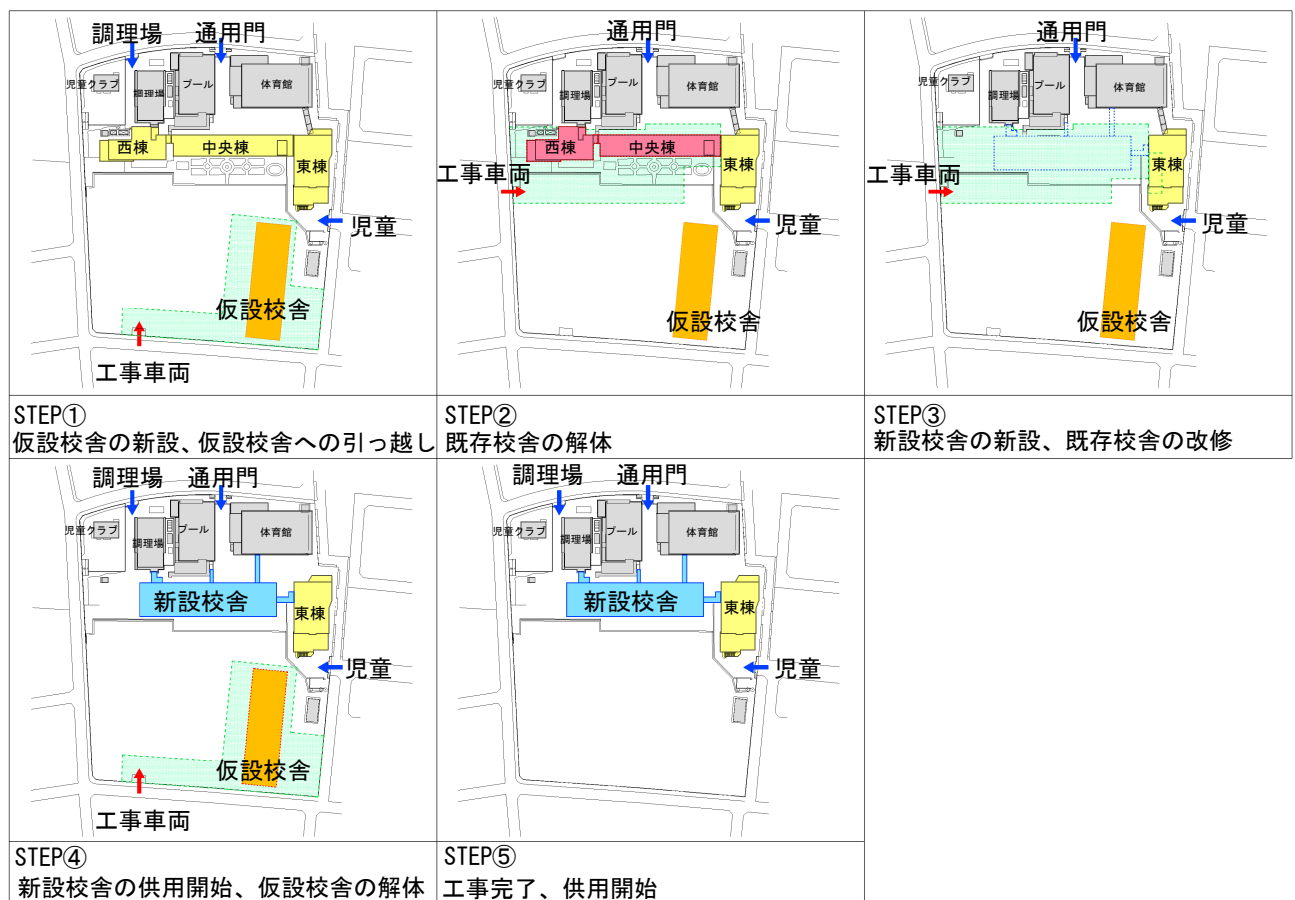 調理場 通用門
児童クラブ
調理場
プール
体育館
西棟
中央棟
東棟
児童
仮設校舎
工事車両
STEP①
仮設校舎の新設、仮設校舎への引っ越し
通用門
児童クラブ
調理場
プール
体育館
西棟
中央棟
東棟
工事車両
児童
仮設校舎
STEP②
既存校舎の解体
通用門
児童クラブ
調理場
プール
体育館
東棟
工事車両
児童
仮設校舎
STEP③
新設校舎の新設、既存校舎の改修
調理場 通用門
児童クラブ
調理場
プール
体育館
新設校舎
東棟
児童
仮設校舎
工事車両
STEP④
新設校舎の供用開始、仮設校舎の解体
調理場 通用門
児童クラブ
調理場
プール
体育館
新設校舎
東棟
児童
STEP⑤
工事完了、供用開始